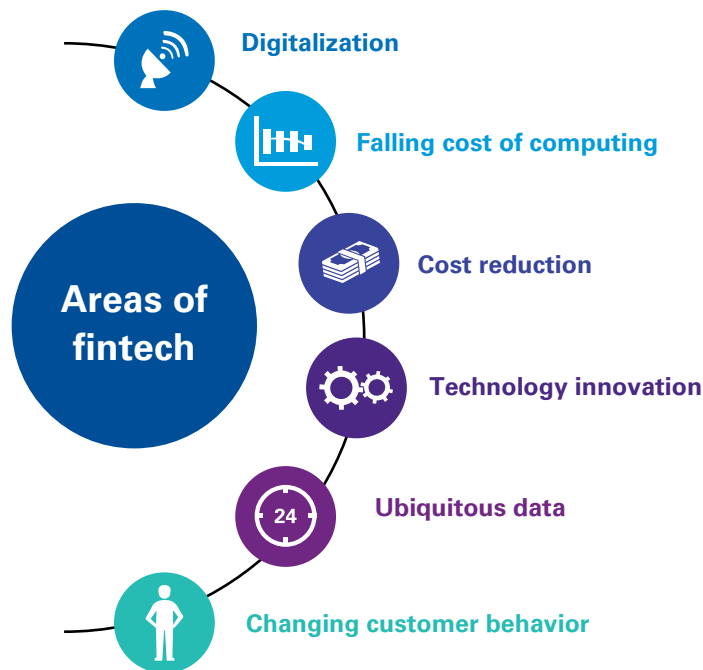 Digitalization
Falling cost of computing
Cost reduction
Areas of
fintech
Technology innovation
Ubiquitous data
24
Changing customer behavior